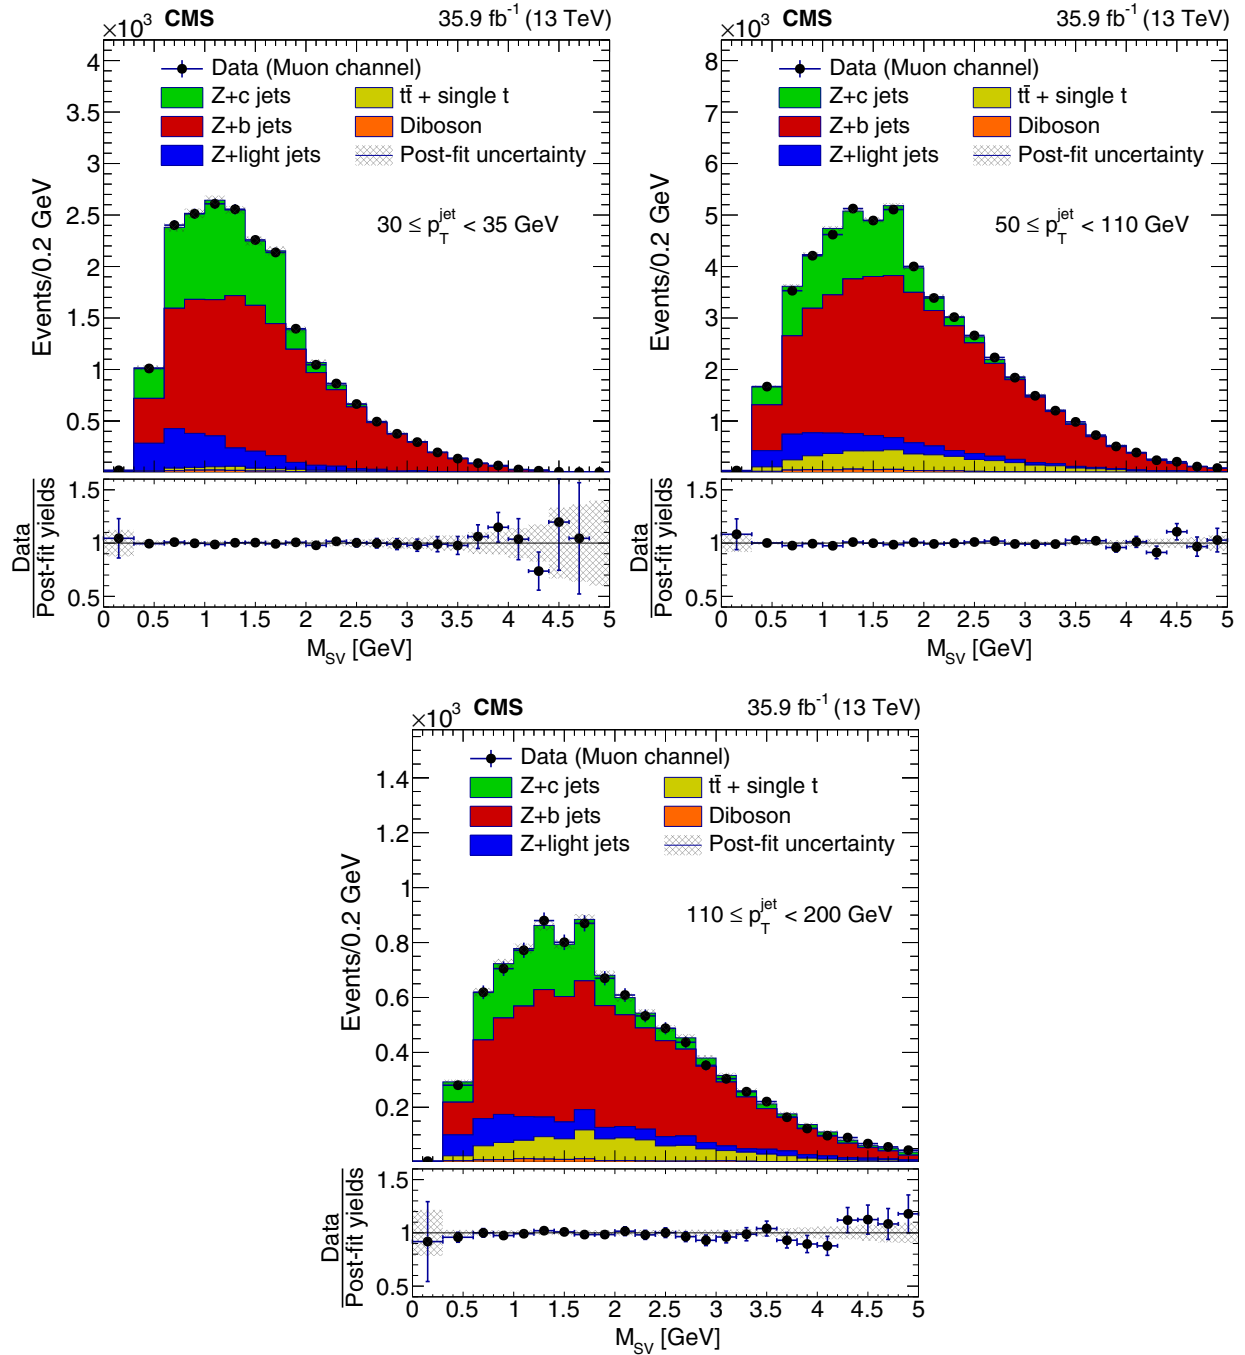 ×10³ CMS 35.9 fb⁻¹ (13 TeV)
Data (Muon channel)
Z+c jets tt̄ + single t
Z+b jets Diboson
Z+light jets Post-fit uncertainty
30 ≤ p_T^jet < 35 GeV
Events/0.2 GeV
4
3.5
3
2.5
2
1.5
1
0.5
Data
Post-fit yields
1.5
1
0.5
0 0.5 1 1.5 2 2.5 3 3.5 4 4.5 5
M_SV [GeV]
×10³ CMS 35.9 fb⁻¹ (13 TeV)
Data (Muon channel)
Z+c jets tt̄ + single t
Z+b jets Diboson
Z+light jets Post-fit uncertainty
50 ≤ p_T^jet < 110 GeV
Events/0.2 GeV
8
7
6
5
4
3
2
1
Data
Post-fit yields
1.5
1
0.5
0 0.5 1 1.5 2 2.5 3 3.5 4 4.5 5
M_SV [GeV]
×10³ CMS 35.9 fb⁻¹ (13 TeV)
Data (Muon channel)
Z+c jets tt̄ + single t
Z+b jets Diboson
Z+light jets Post-fit uncertainty
110 ≤ p_T^jet < 200 GeV
Events/0.2 GeV
1.4
1.2
1
0.8
0.6
0.4
0.2
Data
Post-fit yields
1.5
1
0.5
0 0.5 1 1.5 2 2.5 3 3.5 4 4.5 5
M_SV [GeV]